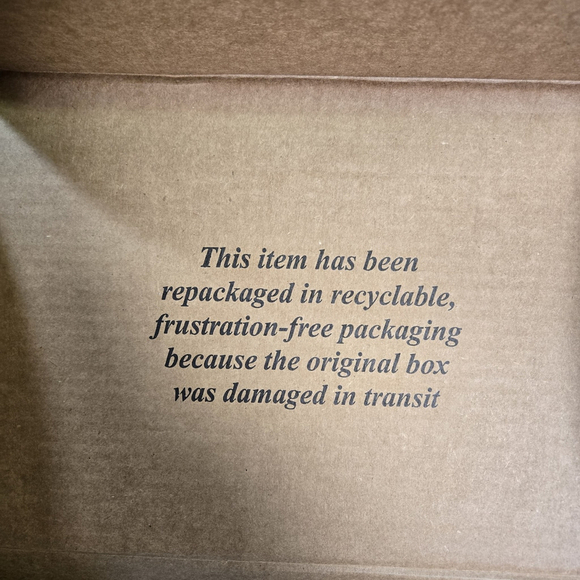 This item has been
repackaged in recyclable,
frustration-free packaging
because the original box
was damaged in transit